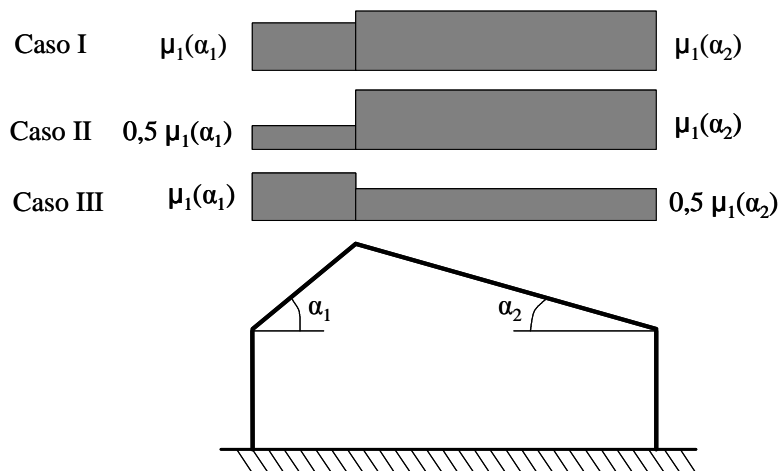 Caso I μ₁(α₁) μ₁(α₂)
Caso II 0,5 μ₁(α₁) μ₁(α₂)
Caso III μ₁(α₁) 0,5 μ₁(α₂)
α₁ α₂